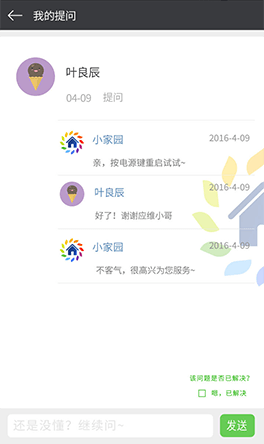 我的提问
叶良辰
04-09 提问
小家园 2016-4-09
亲，按电源键重启试试~
叶良辰 2016-4-09
好了！谢谢应维小哥
小家园 2016-4-09
不客气，很高兴为您服务~
该问题是否已解决?
嗯，已解决
还是没懂？继续问~ 发送